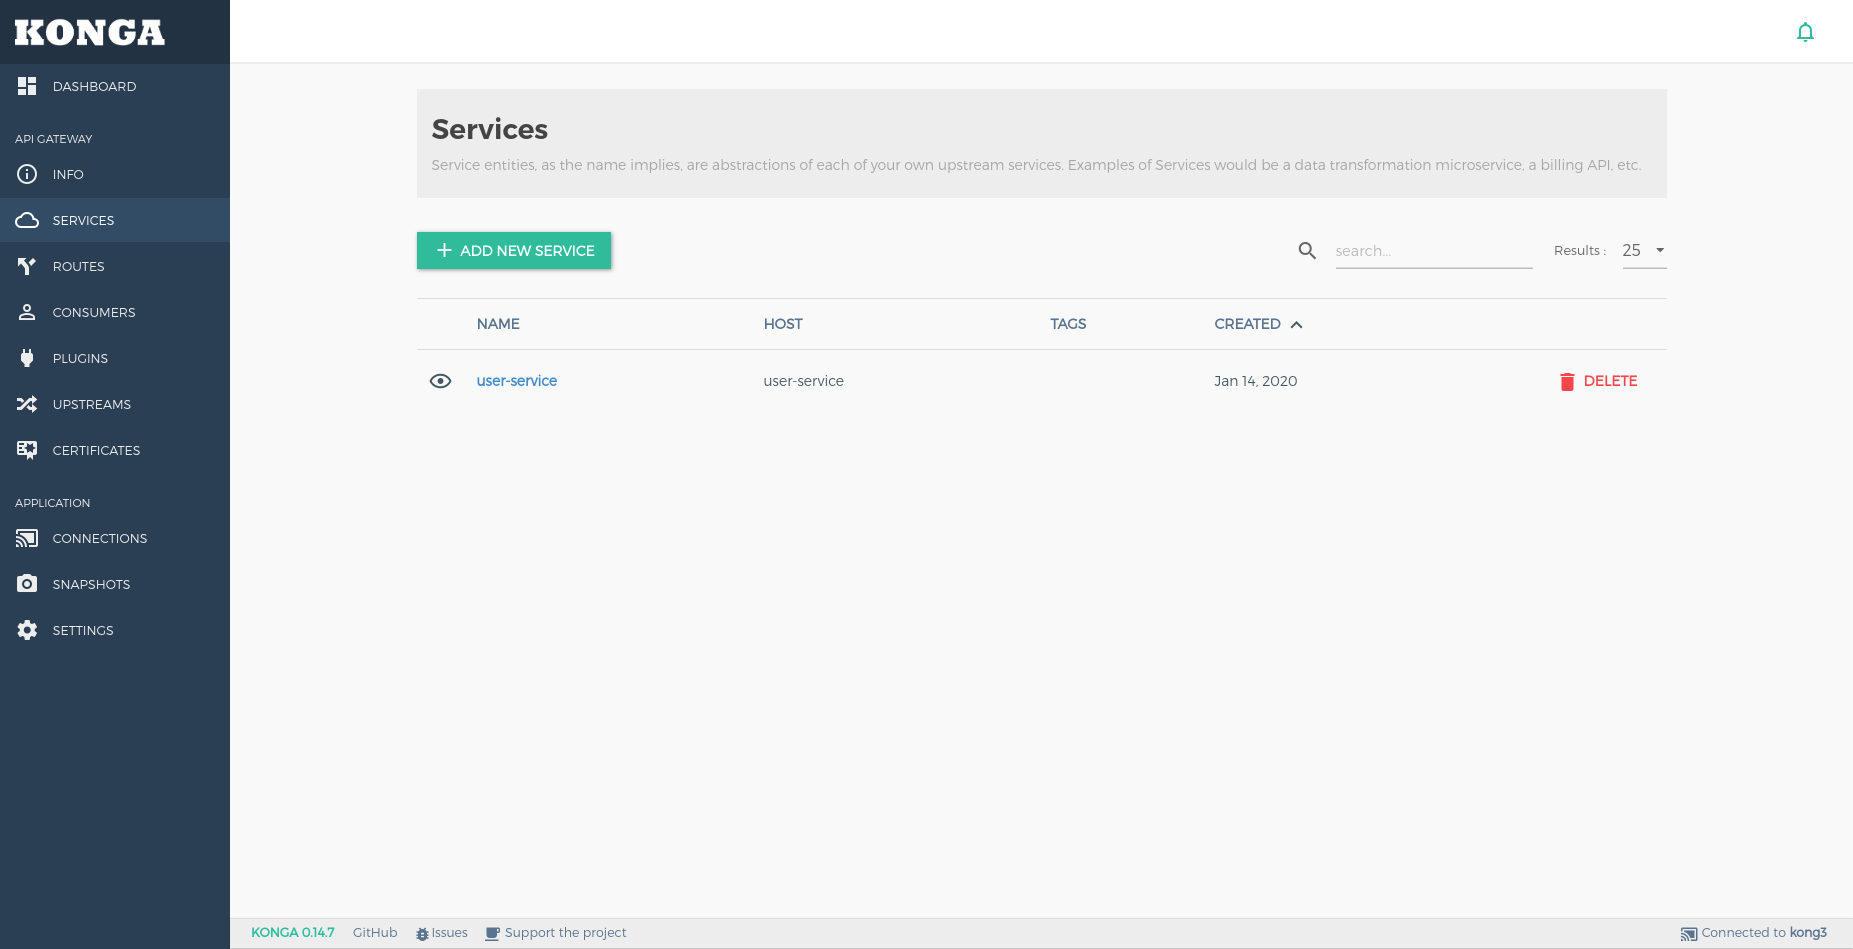 KONGA
DASHBOARD
API GATEWAY
INFO
SERVICES
ROUTES
CONSUMERS
PLUGINS
UPSTREAMS
CERTIFICATES
APPLICATION
CONNECTIONS
SNAPSHOTS
SETTINGS
Services
Service entities, as the name implies, are abstractions of each of your own upstream services. Examples of Services would be a data transformation microservice, a billing API, etc.
ADD NEW SERVICE search... Results : 25
NAME HOST TAGS CREATED
user-service user-service Jan 14, 2020 DELETE
KONGA 0.14.7 GitHub Issues Support the project Connected to kong3